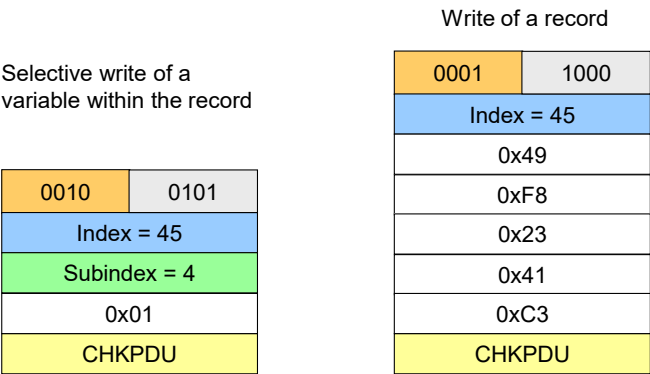 Selective write of a
variable within the record
0010 0101
Index = 45
Subindex = 4
0x01
CHKPDU
Write of a record
0001 1000
Index = 45
0x49
0xF8
0x23
0x41
0xC3
CHKPDU